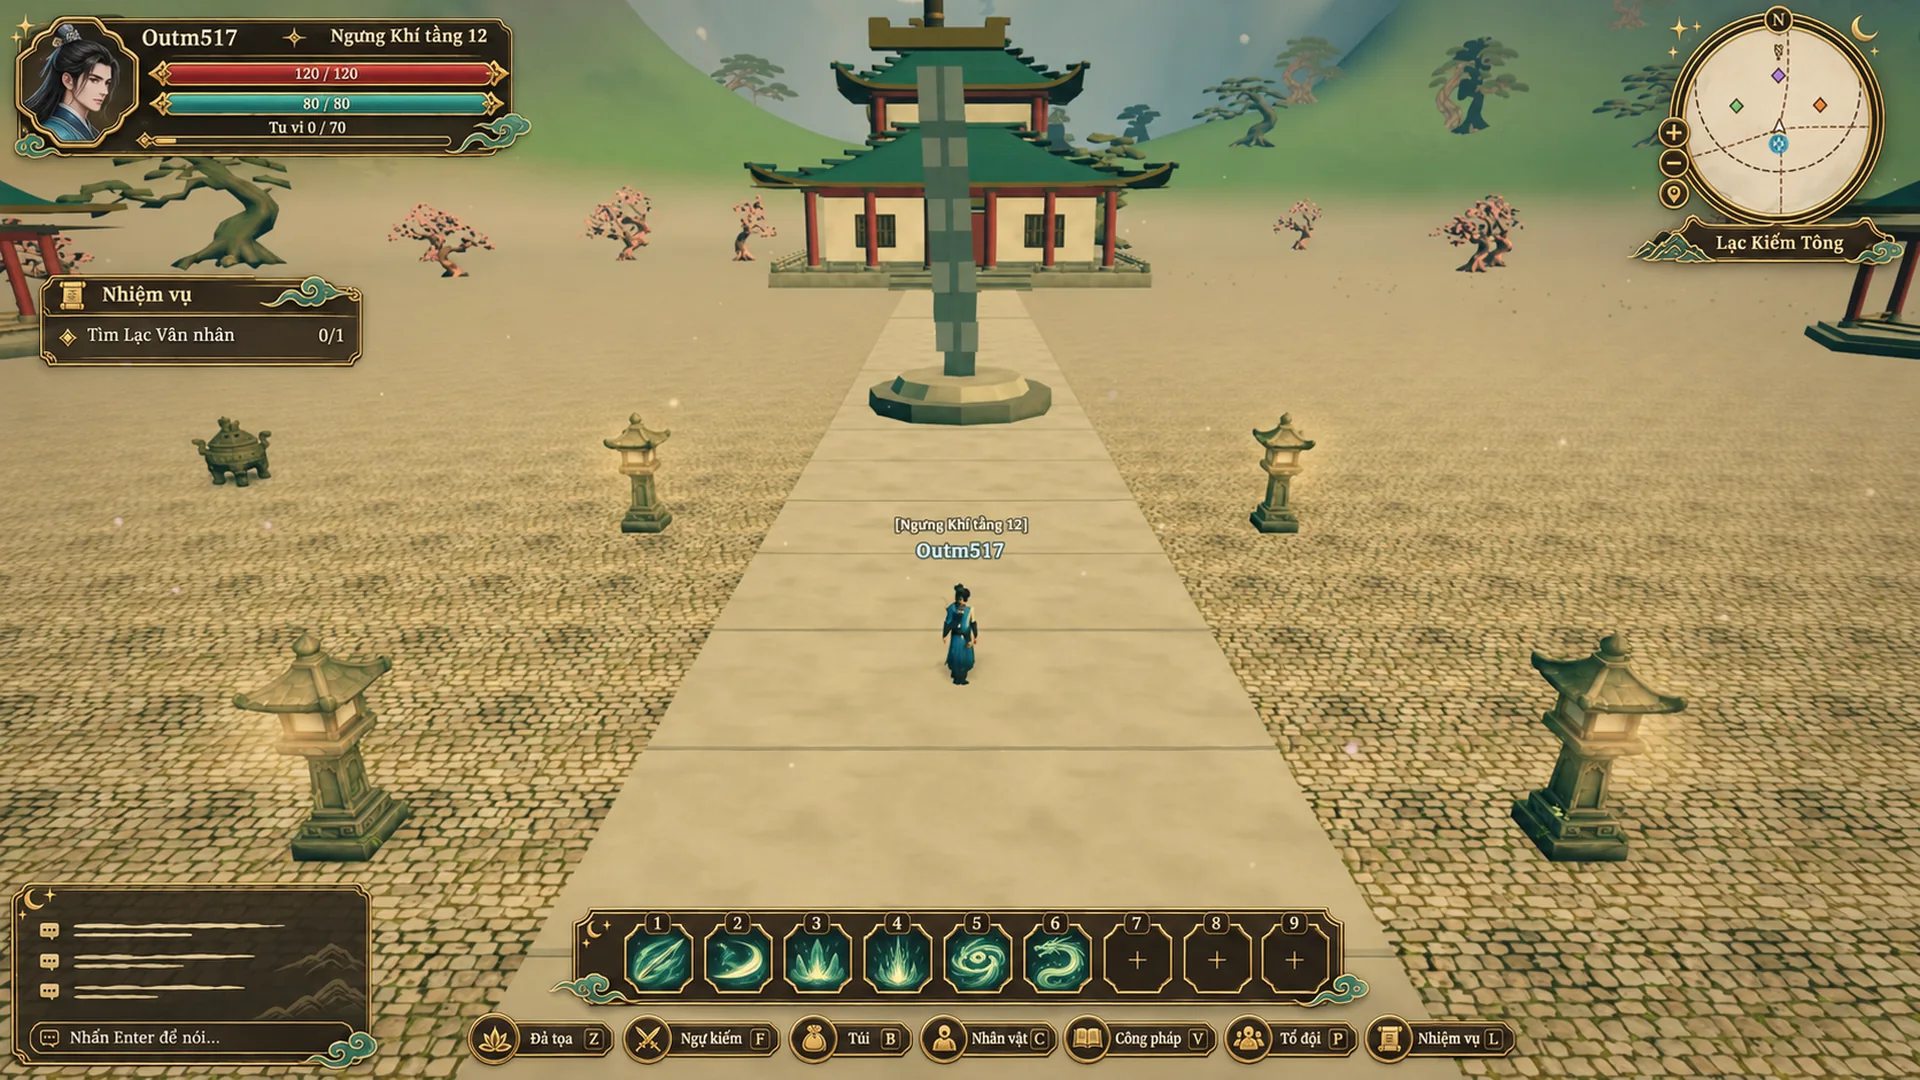 Outm517
Ngưng Khí tầng 12
120 / 120
80 / 80
Tu vi 0 / 70
N
Lạc Kiếm Tông
Nhiệm vụ
Tìm Lạc Vân nhân 0/1
[Ngưng Khí tầng 12]
Outm517
1 2 3 4 5 6 7 8 9
Nhấn Enter để nói...
Đả tọa Z Ngự kiếm F Túi B Nhân vật C Công pháp V Tổ đội P Nhiệm vụ L